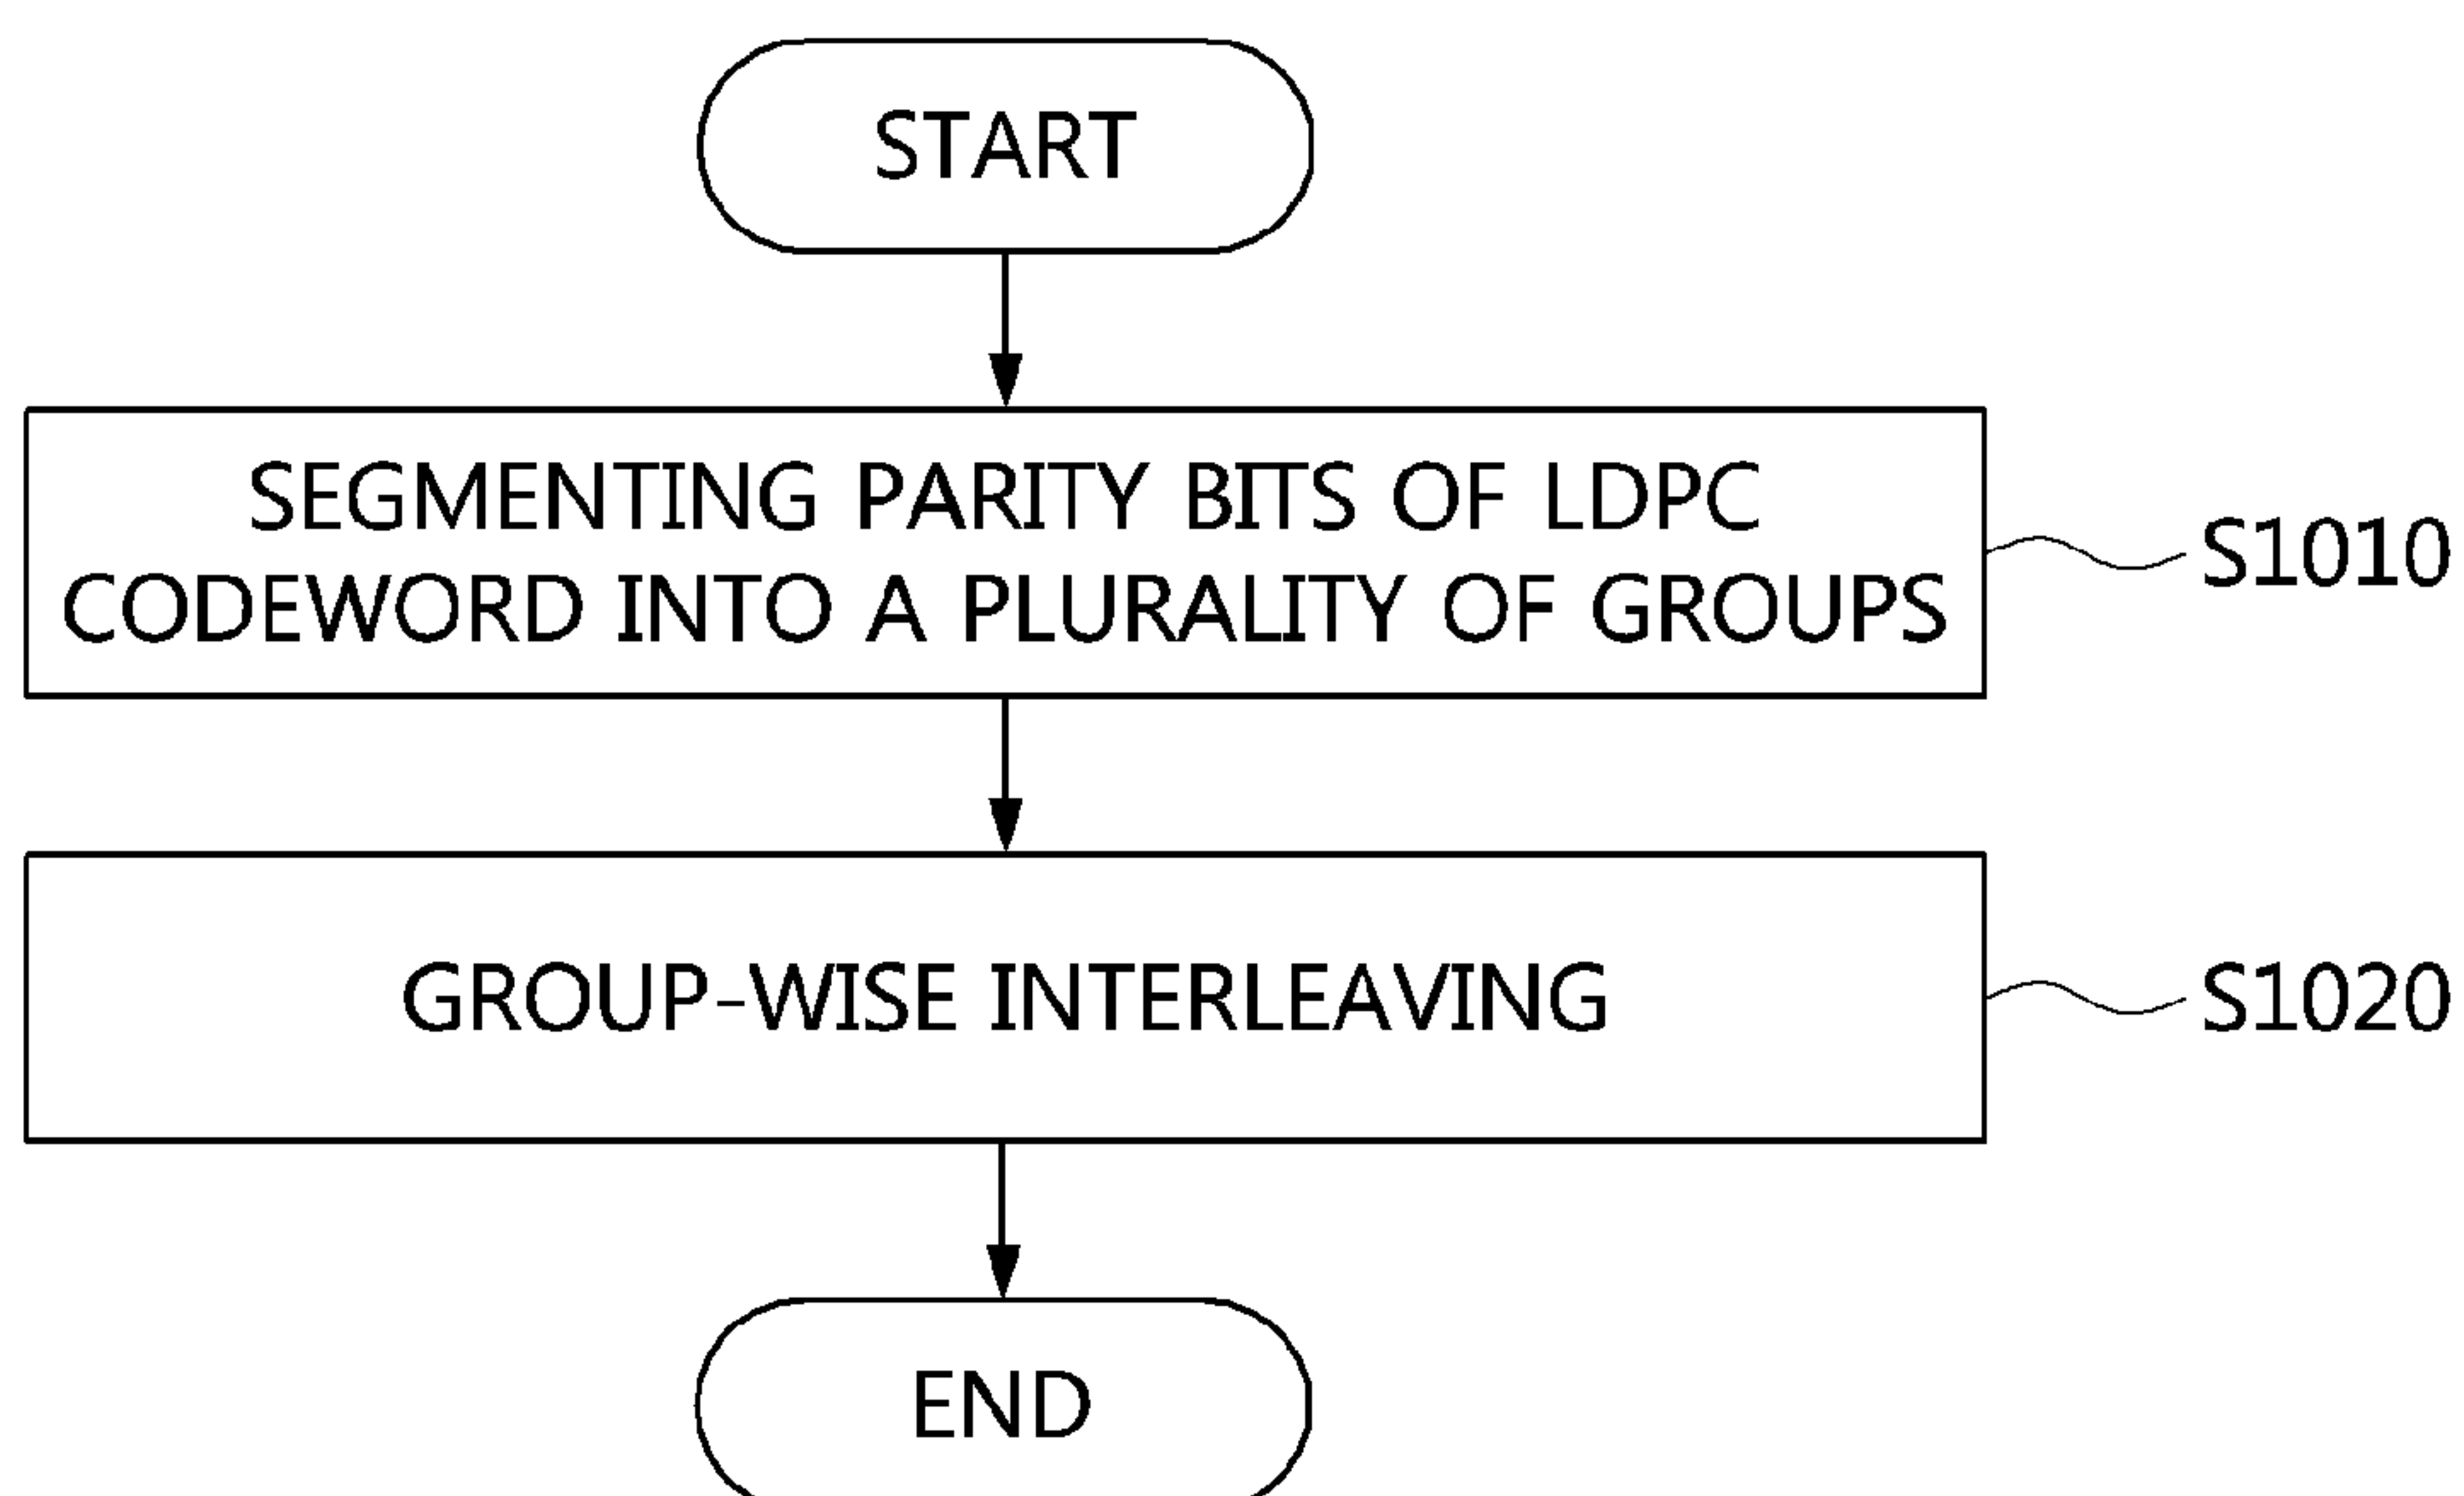 START
SEGMENTING PARITY BITS OF LDPC
CODEWORD INTO A PLURALITY OF GROUPS
S1010
GROUP-WISE INTERLEAVING
S1020
END